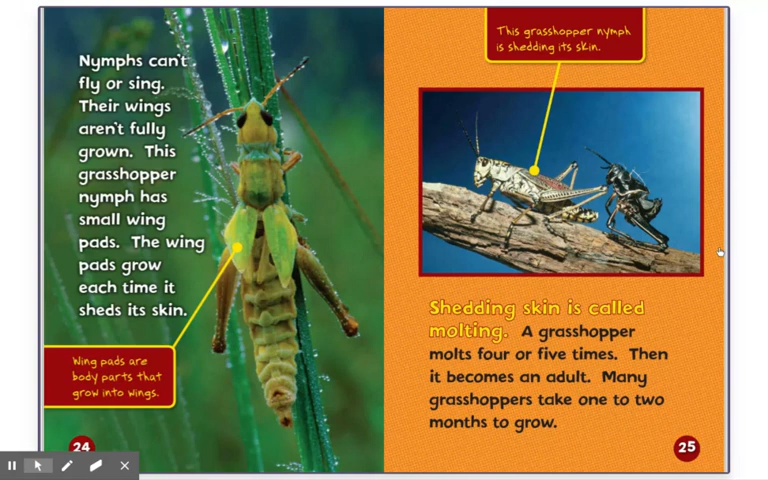 Nymphs can't
fly or sing.
Their wings
aren't fully
grown. This
grasshopper
nymph has
small wing
pads. The wing
pads grow
each time it
sheds its skin.
Wing pads are
body parts that
grow into wings.
24
This grasshopper nymph
is shedding its skin.
Shedding skin is called
molting. A grasshopper
molts four or five times. Then
it becomes an adult. Many
grasshoppers take one to two
months to grow.
25